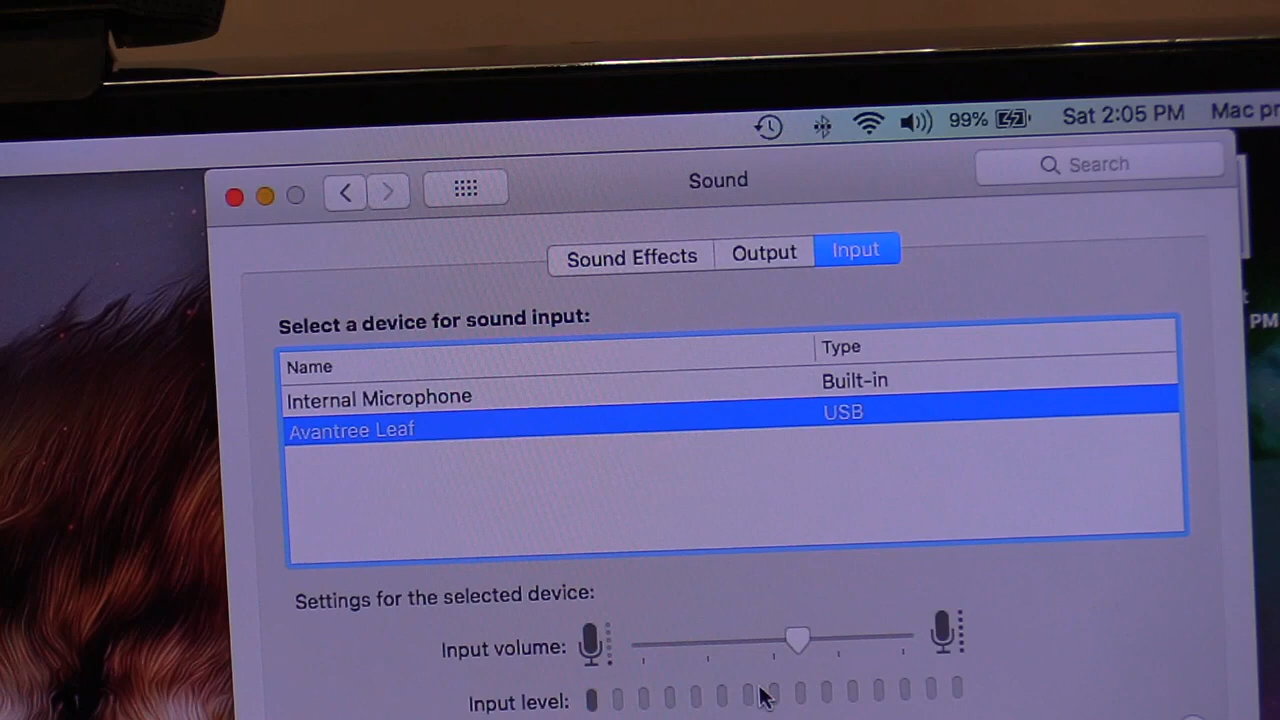 99% Sat 2:05 PM Mac pr
Sound
Search
Sound Effects Output Input
Select a device for sound input:
Name Type
Internal Microphone Built-in
Avantree Leaf USB
PM
Settings for the selected device:
Input volume:
Input level: